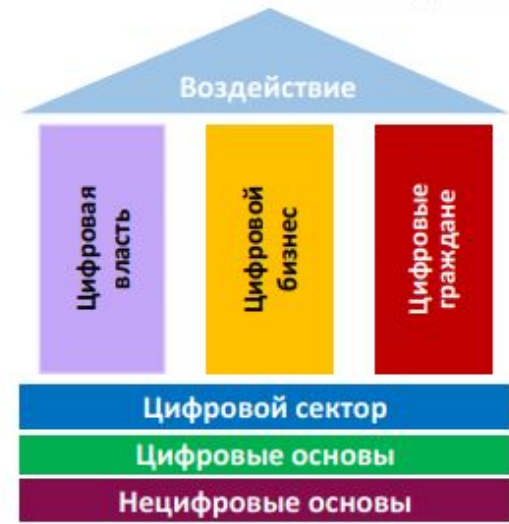 Воздействие
Цифровая
власть
Цифровой
бизнес
Цифровые
граждане
Цифровой сектор
Цифровые основы
Нецифровые основы